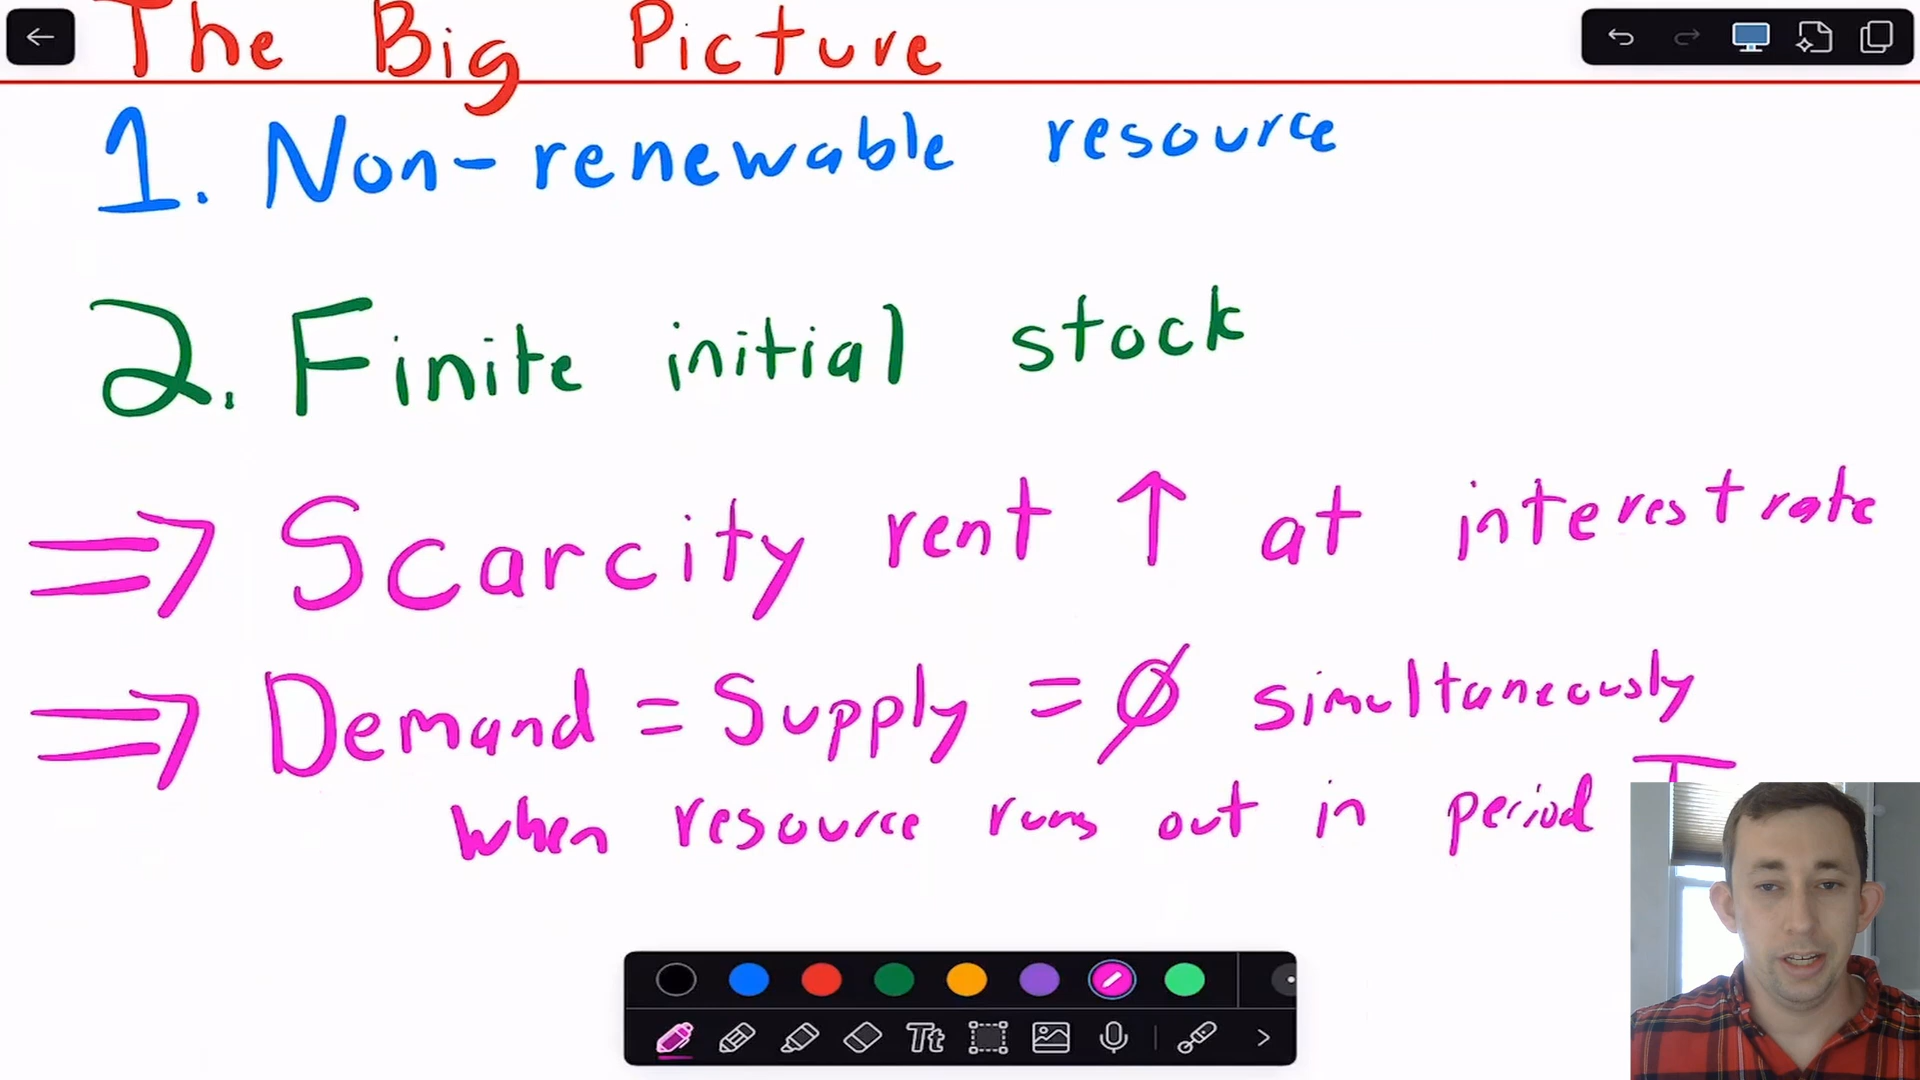 The Big Picture
1. Non-renewable resource
2. Finite initial stock
⇒ Scarcity rent ↑ at interest rate
⇒ Demand = Supply = ∅ simultaneously
when resource runs out in period T
Tt